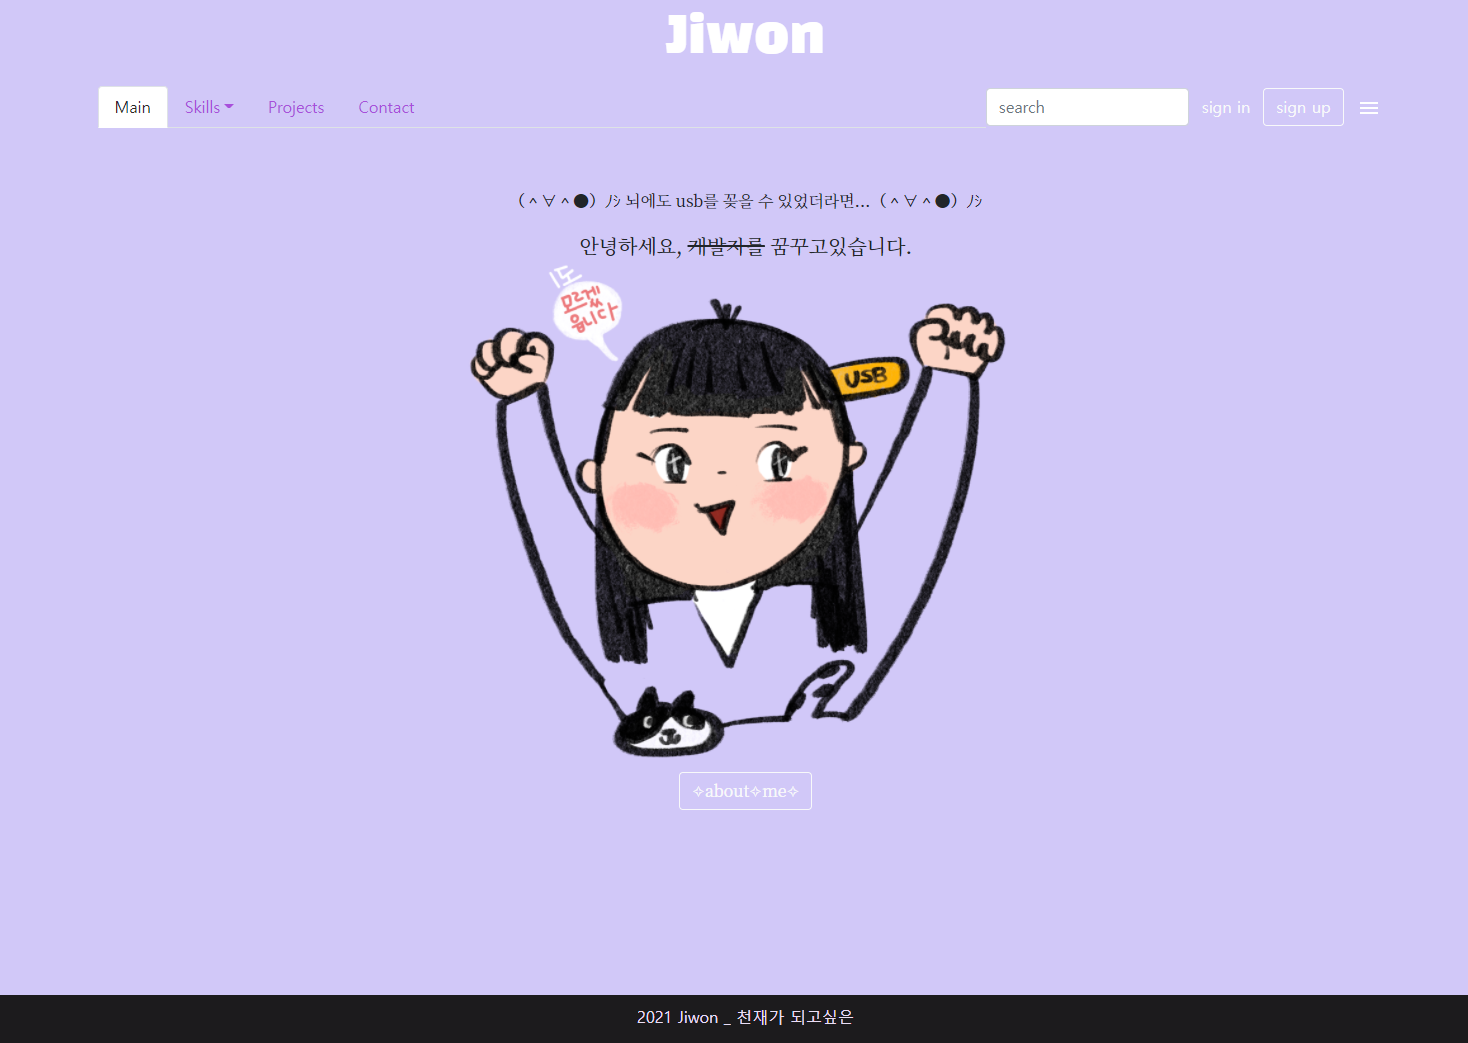 Jiwon
Main Skills Projects Contact search sign in sign up
(^∀^●)ﾉｼ 뇌에도 usb를 꽂을 수 있었더라면... (^∀^●)ﾉｼ
안녕하세요, 개발자를 꿈꾸고있습니다.
1도
모르겠
읍니다
USB
✧about✧me✧
2021 Jiwon _ 천재가 되고싶은